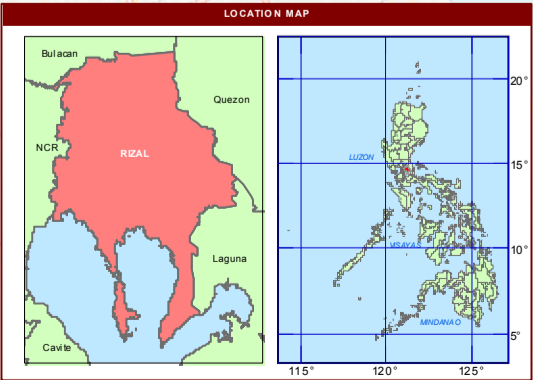 LOCATION MAP
Bulacan
Quezon
NCR
RIZAL
Laguna
Cavite
LUZON
VISAYAS
MINDANAO
20°
15°
10°
5°
115°
120°
125°